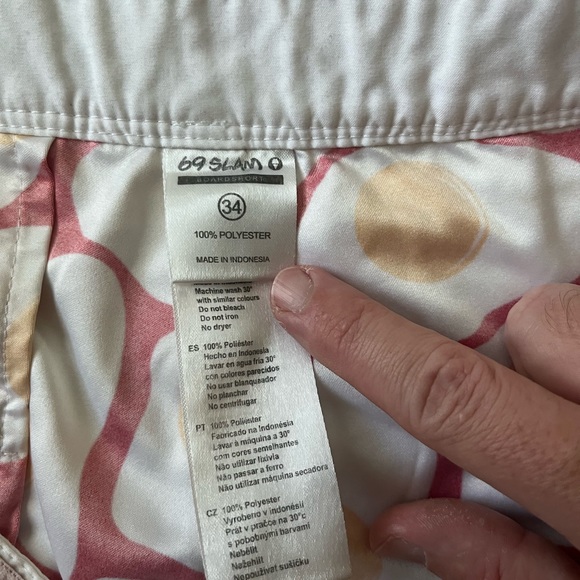 69 SLAM
BOARDSHORT
34
100% POLYESTER
MADE IN INDONESIA
Machine wash 30°
with similar colours
Do not bleach
Do not iron
No dryer
ES 100% Poliéster
Hecho en Indonesia
Lavar en agua fria 30°
con colores parecidos
No usar blanqueador
No planchar
No centrifugar
PT 100% Poliéster
Fabricado na Indonésia
Lavar à máquina a 30°
com cores semelhantes
Não utilizar lixívia
Não passar a ferro
Não utilizar máquina secadora
CZ 100% Polyester
Vyrobeno v indonésii
Prát v pračce na 30°c
s pobobnými barvami
Nebělit
Nežehlit
Nepoužívat sušičku